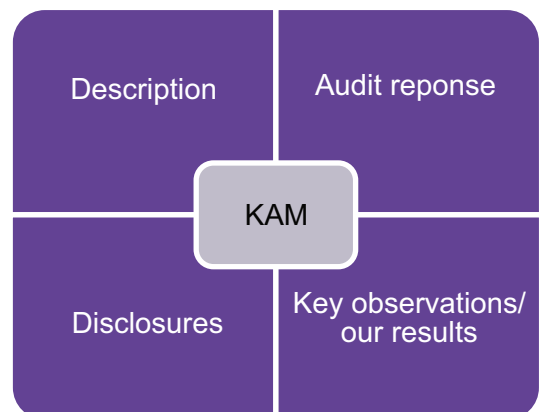 Description
Audit reponse
KAM
Disclosures
Key observations/
our results